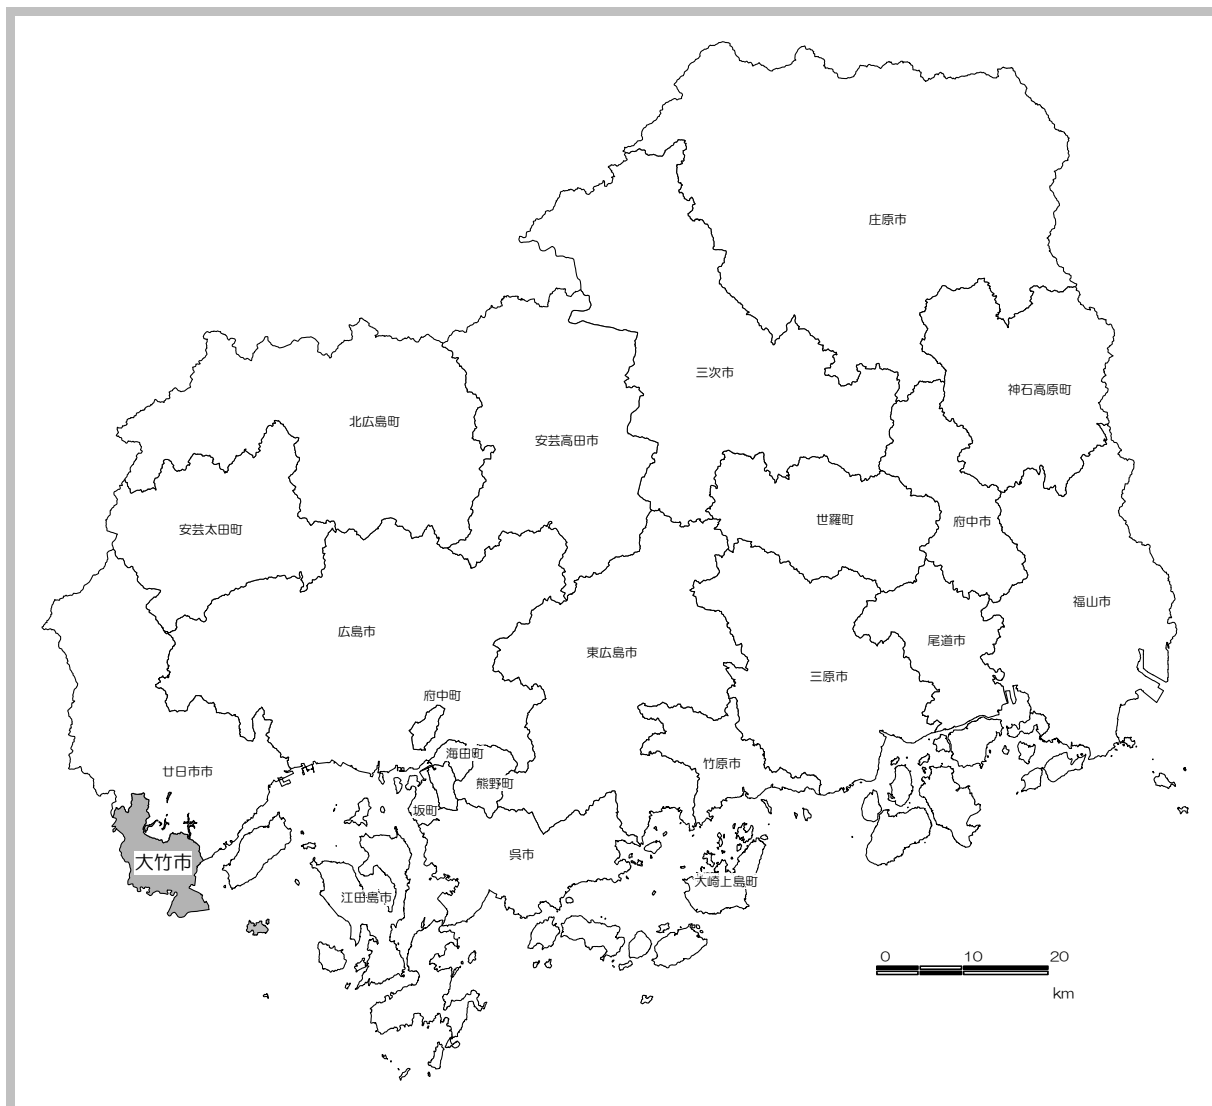 庄原市
三次市
神石高原町
北広島町
安芸高田市
世羅町
府中市
安芸太田町
福山市
広島市
東広島市
尾道市
三原市
府中町
海田町
竹原市
廿日市市
熊野町
坂町
呉市
大竹市
大崎上島町
江田島市
0 10 20
km